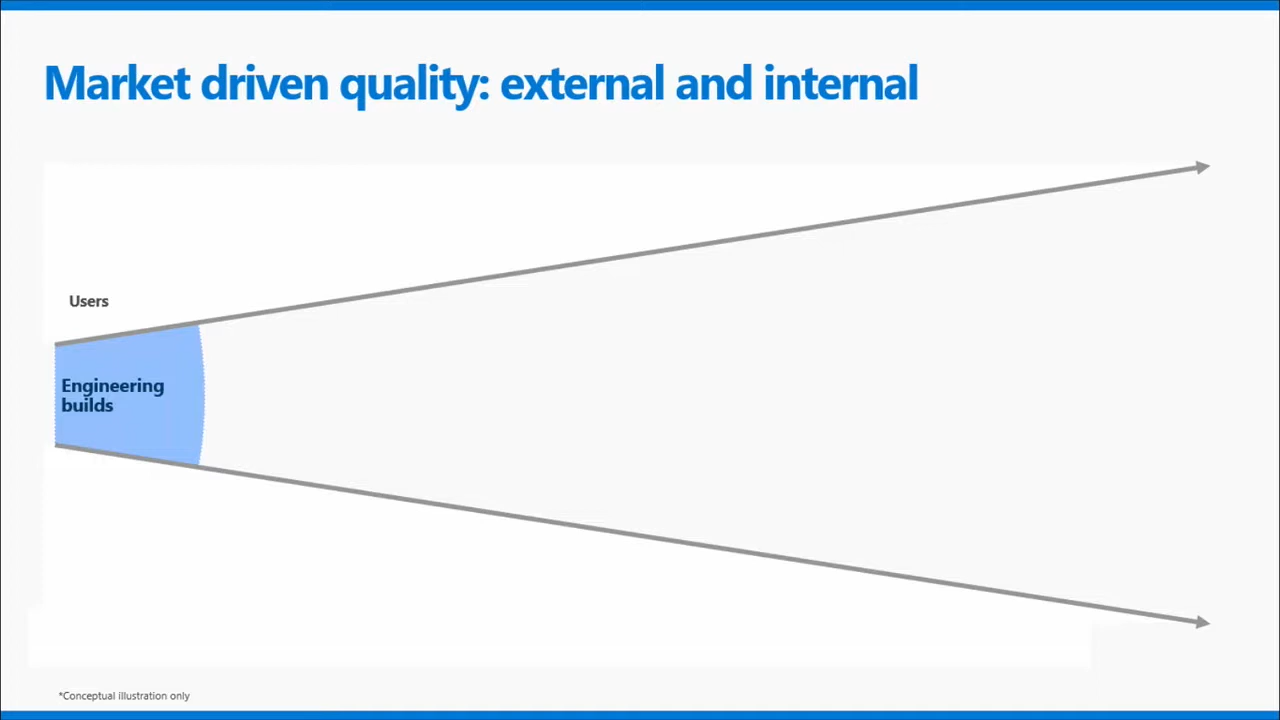 Market driven quality: external and internal
Users
Engineering
builds
*Conceptual illustration only